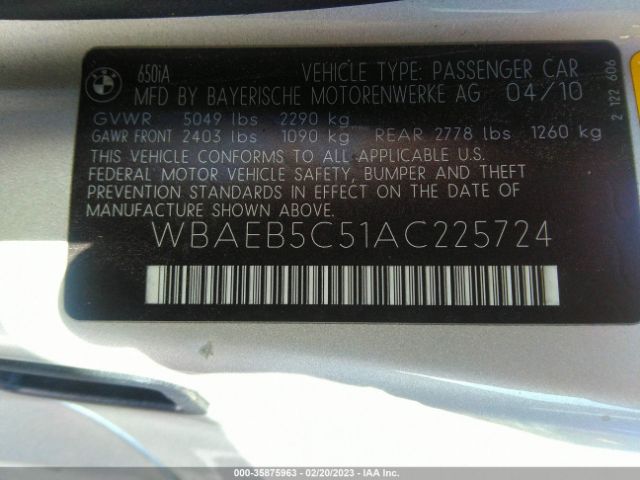 BMW
650iA
VEHICLE TYPE: PASSENGER CAR
MFD BY BAYERISCHE MOTORENWERKE AG 04/10
GVWR 5049 lbs 2290 kg
GAWR FRONT 2403 lbs 1090 kg REAR 2778 lbs 1260 kg
THIS VEHICLE CONFORMS TO ALL APPLICABLE U.S.
FEDERAL MOTOR VEHICLE SAFETY, BUMPER AND THEFT
PREVENTION STANDARDS IN EFFECT ON THE DATE OF
MANUFACTURE SHOWN ABOVE.
WBAEB5C51AC225724
2 122 606
000-35875963 - 02/20/2023 - IAA Inc.